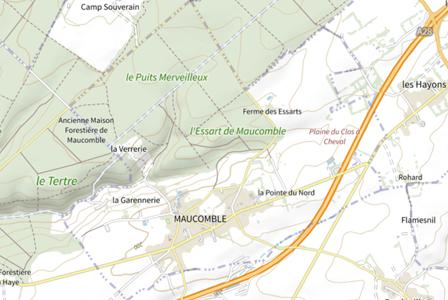 Camp Souverain
A28
le Puits Merveilleux
les Hayons
Ferme des Essarts
Ancienne Maison
Forestière de
Maucomble
l'Essart de Maucomble
Plaine du Clos à
Cheval
la Verrerie
le Tertre
Rohard
la Pointe du Nord
la Garennerie
MAUCOMBLE
Flamesnil
Forestière
Haye